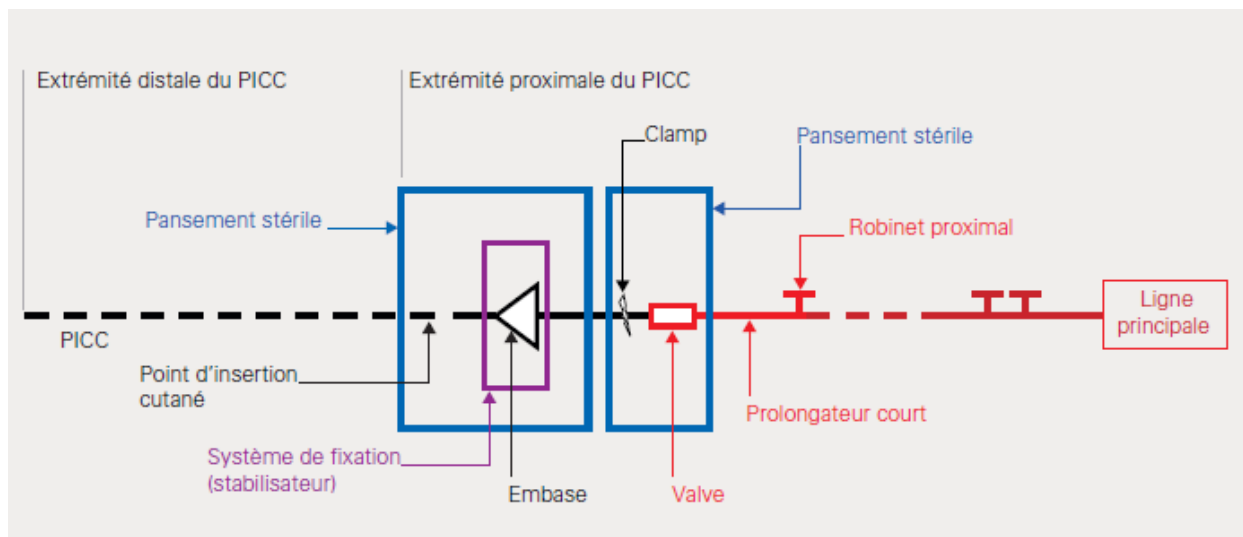 Extrémité distale du PICC
Extrémité proximale du PICC
Clamp
Pansement stérile
Pansement stérile
Robinet proximal
Ligne
principale
PICC
Point d'insertion
cutané
Prolongateur court
Système de fixation
(stabilisateur)
Embase
Valve